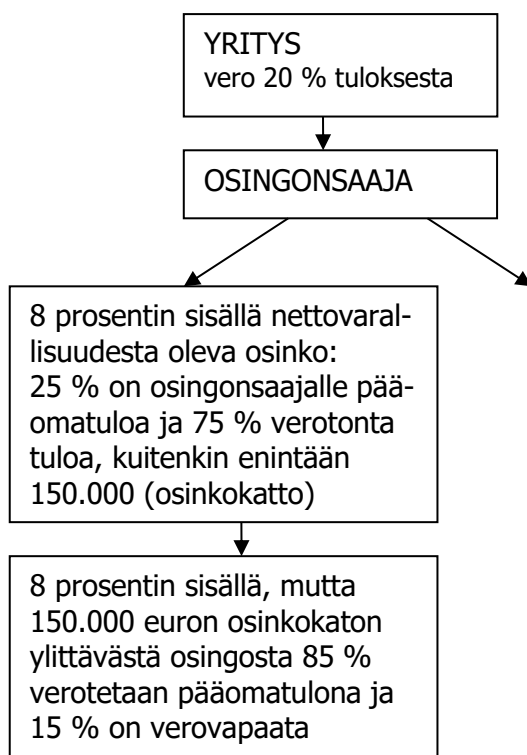 YRITYS
vero 20 % tuloksesta
OSINGONSAAJA
8 prosentin sisällä nettovaral-
lisuudesta oleva osinko:
25 % on osingonsaajalle pää-
omatuloa ja 75 % verotonta
tuloa, kuitenkin enintään
150.000 (osinkokatto)
8 prosentin sisällä, mutta
150.000 euron osinkokaton
ylittävästä osingosta 85 %
verotetaan pääomatulona ja
15 % on verovapaata